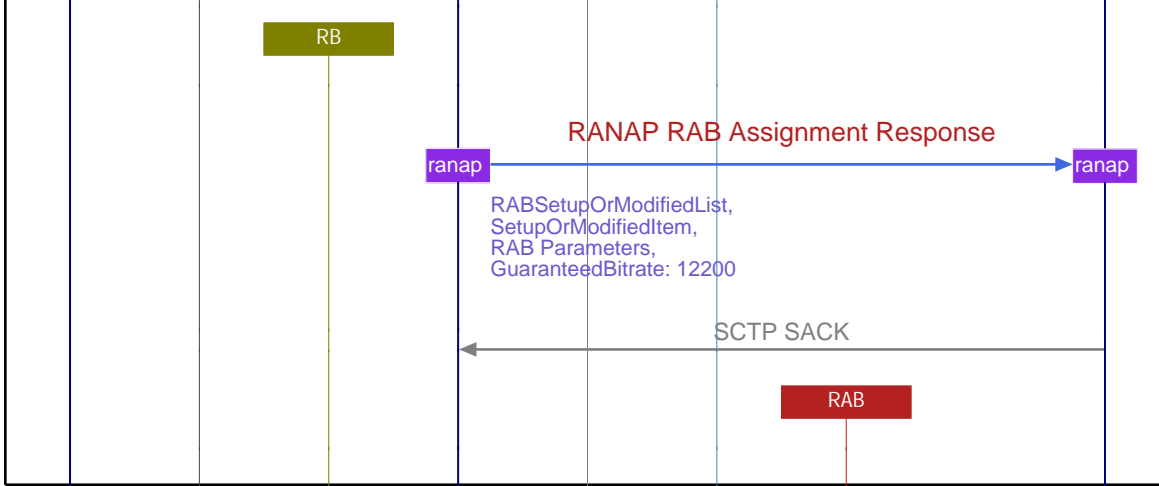 RB
RANAP RAB Assignment Response
ranap
ranap
RABSetupOrModifiedList,
SetupOrModifiedItem,
RAB Parameters,
GuaranteedBitrate: 12200
SCTP SACK
RAB